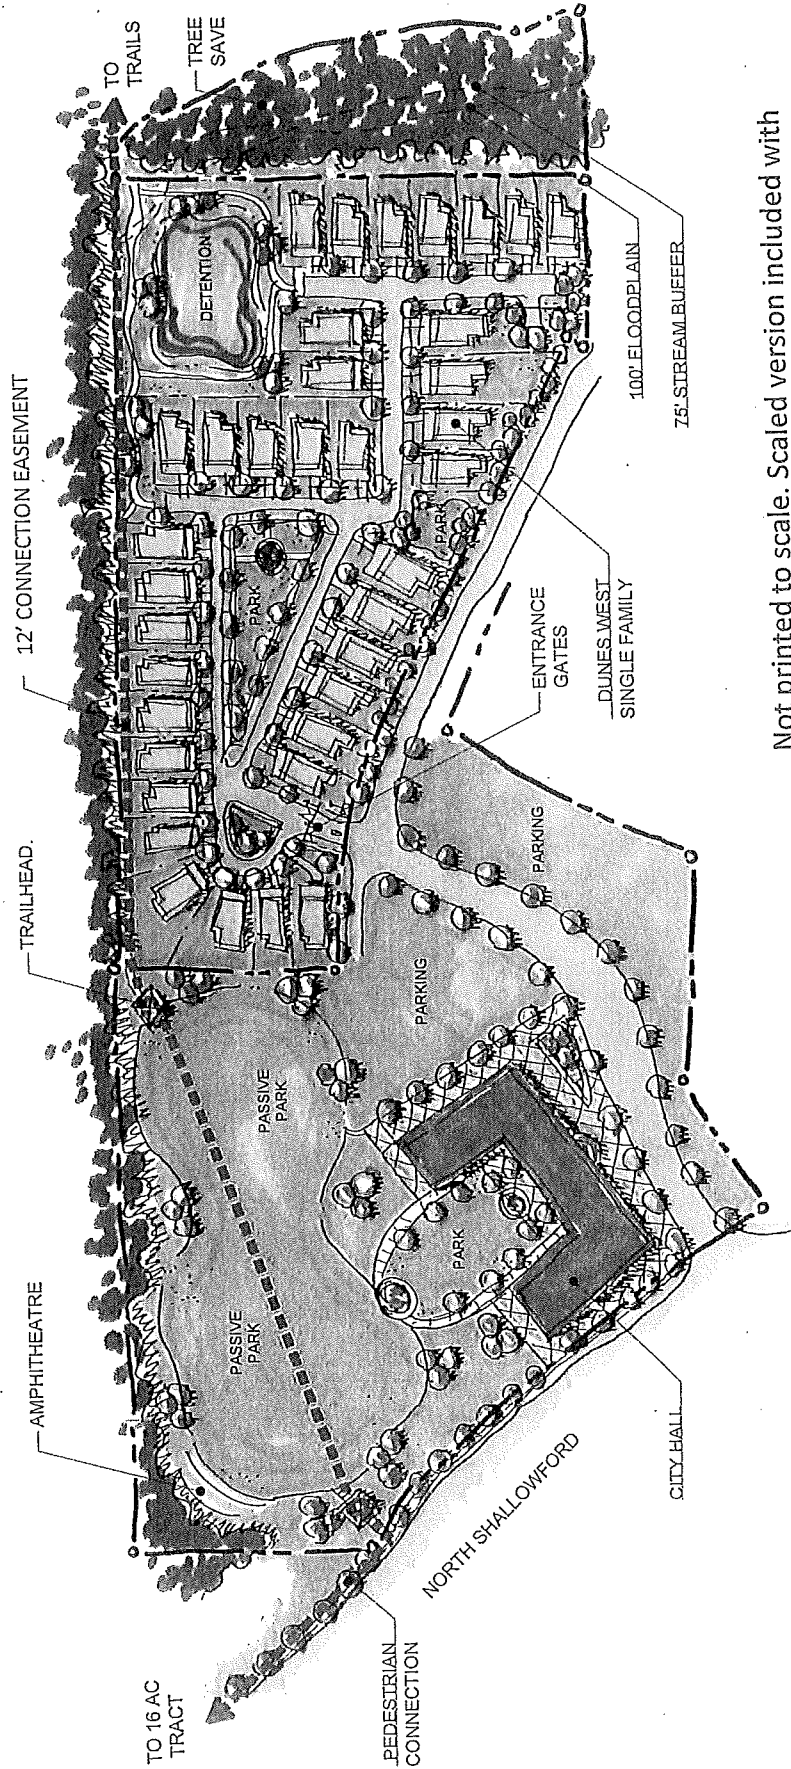 TO
TRAILS
TREE
SAVE
12' CONNECTION EASEMENT
TRAILHEAD.
AMPHITHEATRE
TO 16 AC
TRACT
DETENTION
PARK
PARK
PASSIVE
PARK
PASSIVE
PARK
PARK
PARKING
PARKING
ENTRANCE
GATES
DUNES WEST
SINGLE FAMILY
100' FLOODPLAIN
75' STREAM BUFFER
CITY HALL
NORTH SHALLOWFORD
PEDESTRIAN
CONNECTION
Not printed to scale. Scaled version included with